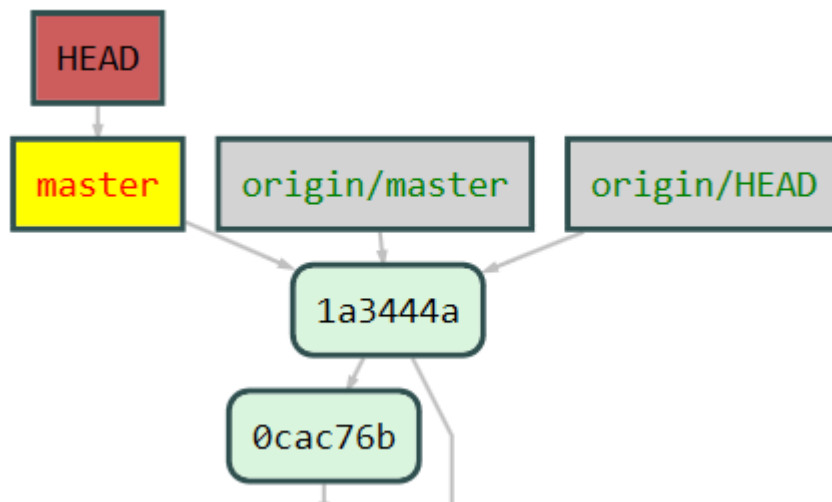 HEAD
master
origin/master
origin/HEAD
1a3444a
0cac76b